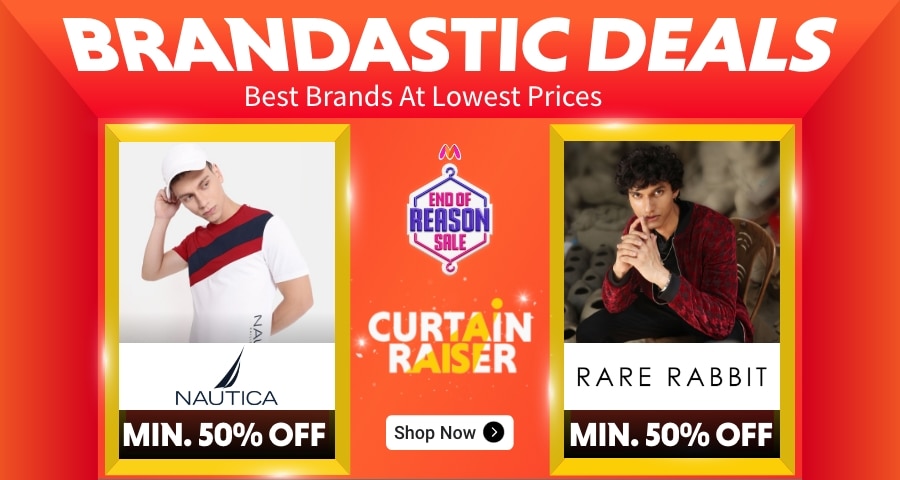 BRANDASTIC DEALS
Best Brands At Lowest Prices
NAUTICA
MIN. 50% OFF
END OF
REASON
SALE
CURTAIN
RAISER
Shop Now
RARE RABBIT
MIN. 50% OFF